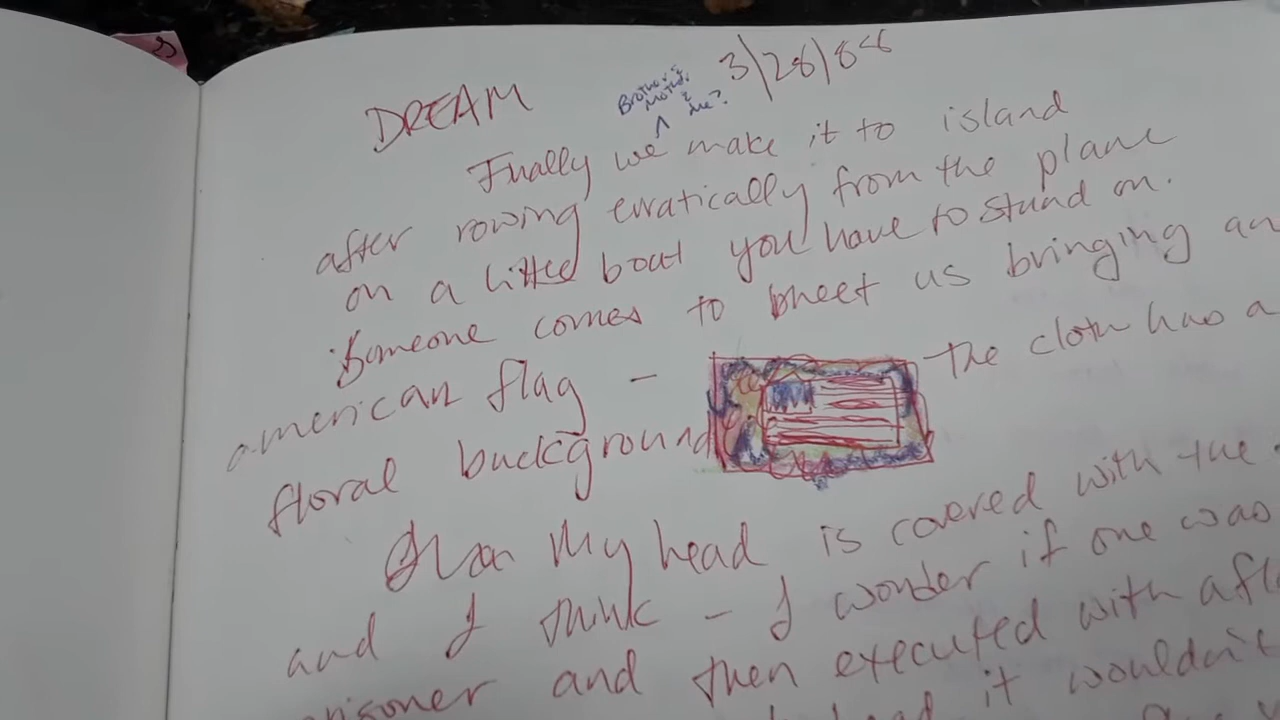 DREAM
3/28/86
Brother &
Mother
& me?
Finally we make it to island
after rowing erratically from the plane
on a little boat you have to stand on.
Someone comes to meet us bringing an
american flag - The cloth has a
floral background
My head is covered with the
and I think - I wonder if one was
prisoner and then executed with a
it wouldn't